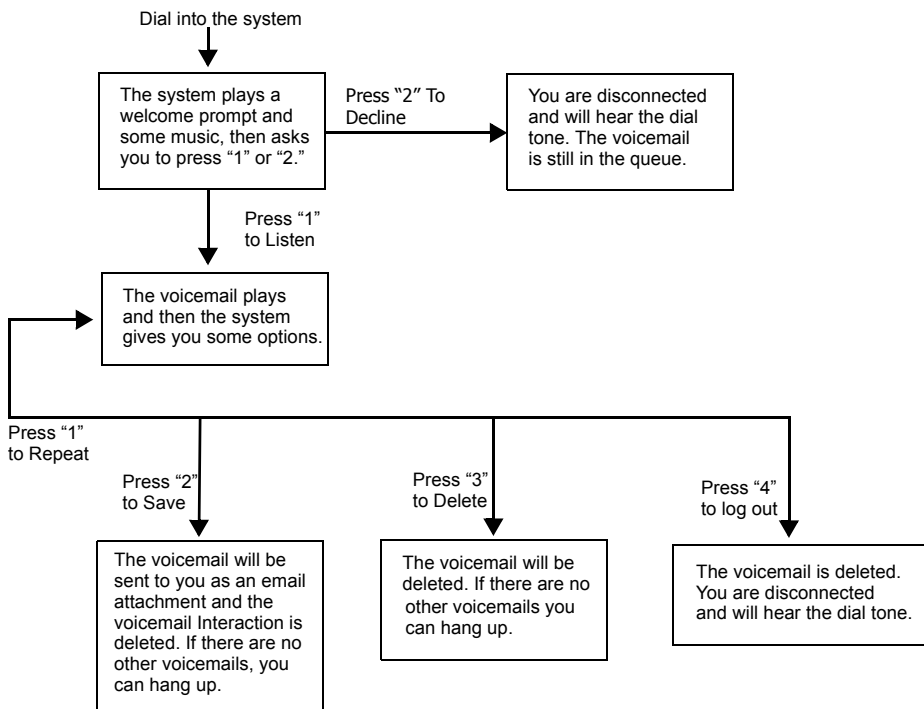 Dial into the system
The system plays a
welcome prompt and
some music, then asks
you to press “1” or “2.”
Press “2” To
Decline
You are disconnected
and will hear the dial
tone. The voicemail
is still in the queue.
Press “1”
to Listen
The voicemail plays
and then the system
gives you some options.
Press “1”
to Repeat
Press “2”
to Save
Press “3”
to Delete
Press “4”
to log out
The voicemail will be
sent to you as an email
attachment and the
voicemail Interaction is
deleted. If there are no
other voicemails, you
can hang up.
The voicemail will be
deleted. If there are no
other voicemails you
can hang up.
The voicemail is deleted.
You are disconnected
and will hear the dial tone.